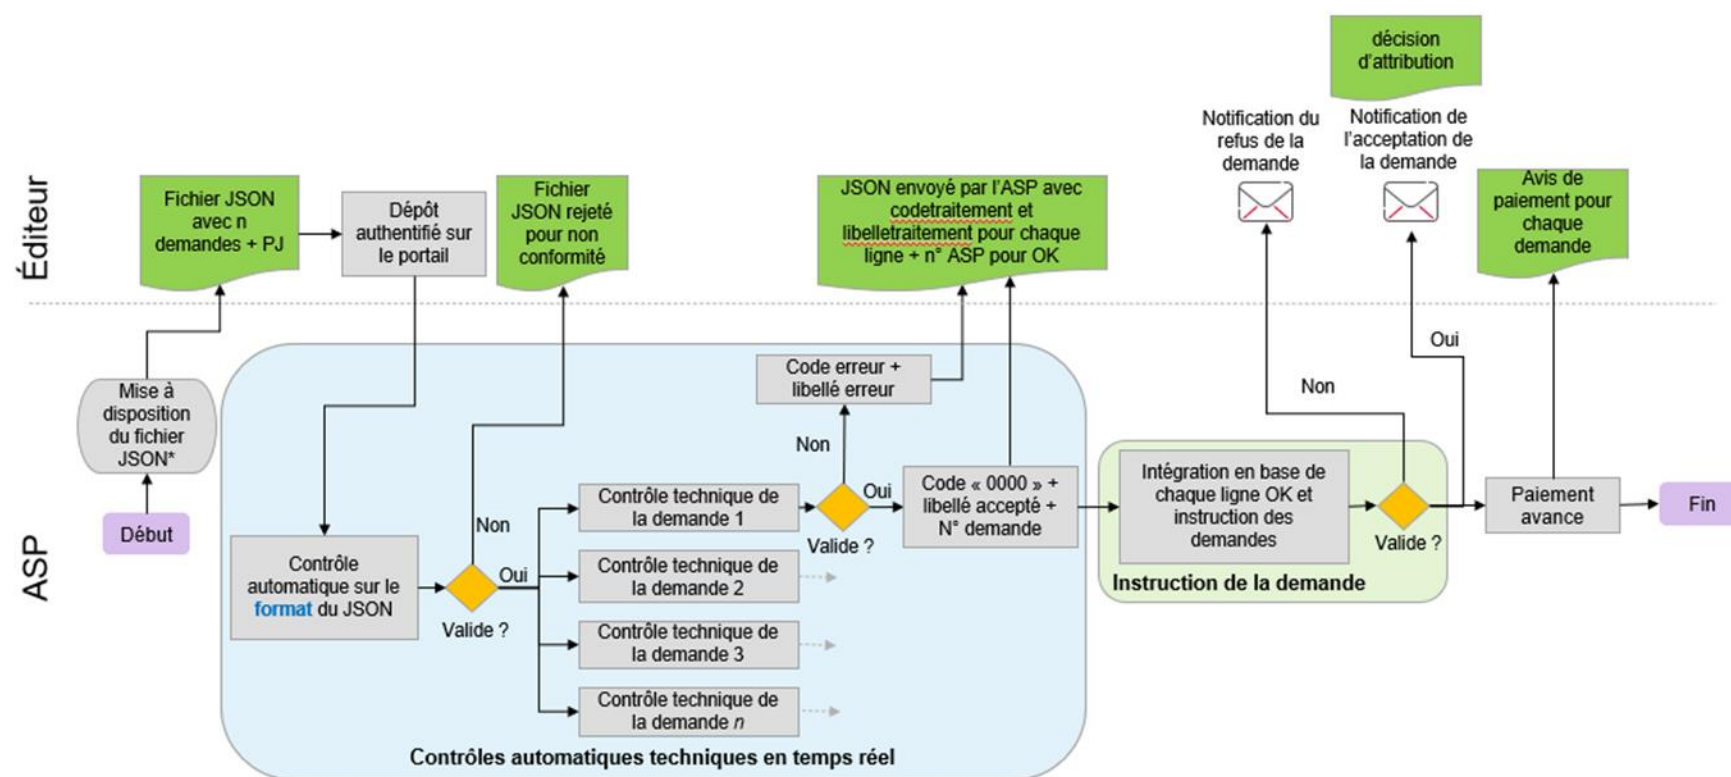 Éditeur
Fichier JSON
avec n
demandes + PJ
Dépôt
authentifié sur
le portail
Fichier
JSON rejeté
pour non
conformité
JSON envoyé par l'ASP avec
codetraitement et
libelletraitement pour chaque
ligne + n° ASP pour OK
Notification du
refus de la
demande
décision
d'attribution
Notification de
l'acceptation de
la demande
Avis de
paiement pour
chaque
demande
ASP
Début
Mise à
disposition
du fichier
JSON*
Contrôle
automatique sur le
format du JSON
Valide ?
Non
Oui
Contrôle technique de
la demande 1
Contrôle technique de
la demande 2
Contrôle technique de
la demande 3
Contrôle technique de
la demande n
Valide ?
Non
Oui
Code erreur +
libellé erreur
Code « 0000 » +
libellé accepté +
N° demande
Contrôles automatiques techniques en temps réel
Intégration en base de
chaque ligne OK et
instruction des
demandes
Instruction de la demande
Valide ?
Non
Oui
Paiement
avance
Fin